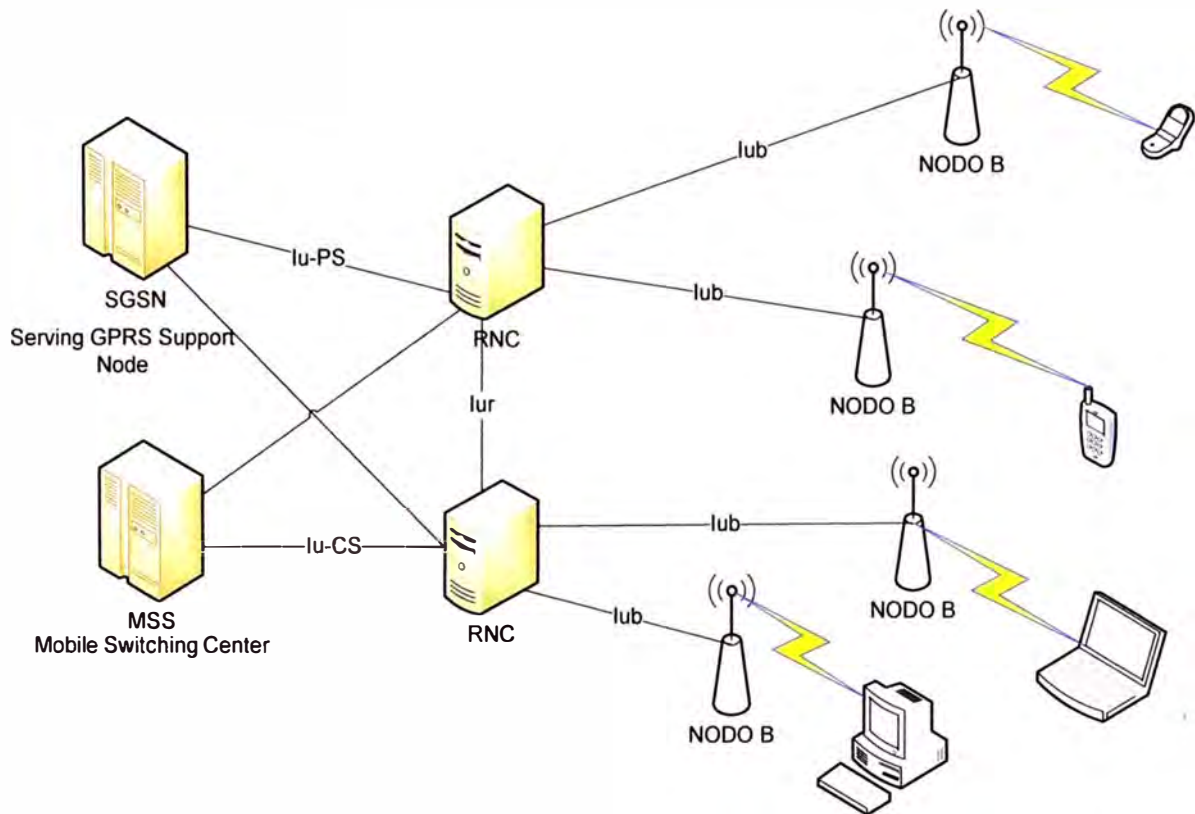 NODO B
Iub
Iu-PS
Iub
SGSN
Serving GPRS Support
Node
RNC
NODO B
Iur
Iub
Iu-CS
NODO B
MSS
Mobile Switching Center
RNC
Iub
NODO B